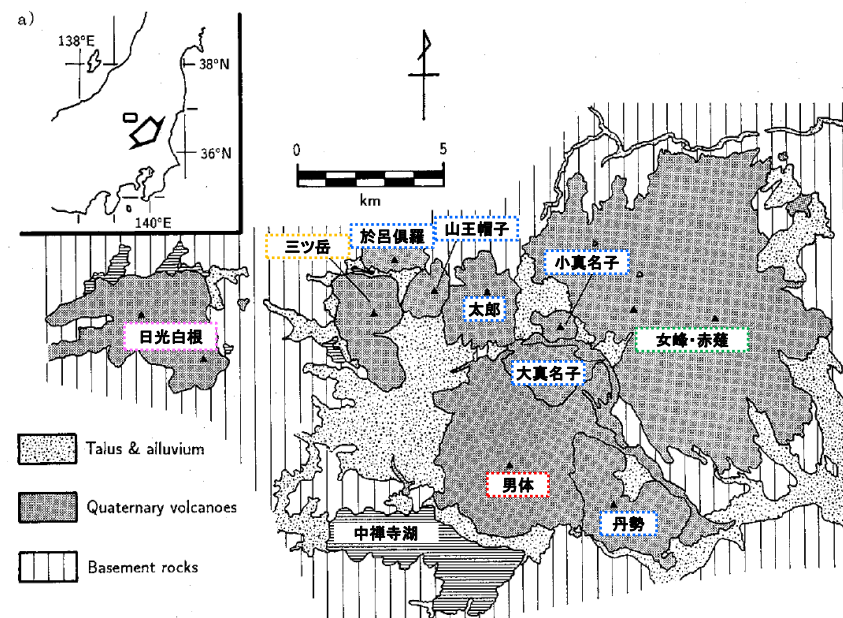 a)
138°E
38°N
36°N
140°E
0
5
km
三ツ岳
於呂倶羅
山王帽子
小真名子
太郎
日光白根
女峰・赤薙
大真名子
男体
丹勢
中禅寺湖
Talus & alluvium
Quaternary volcanoes
Basement rocks